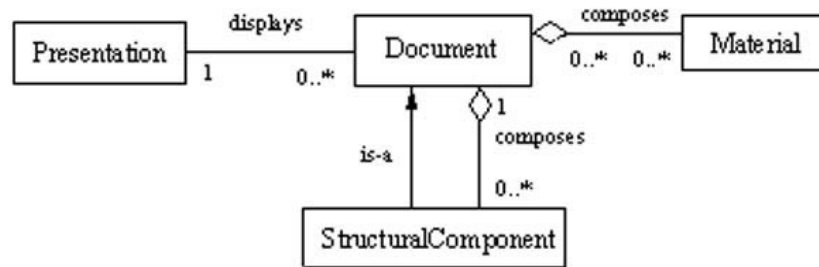 displays
composes
Presentation
Document
Material
1
0..*
0..*
0..*
1
composes
is-a
0..*
StructuralComponent